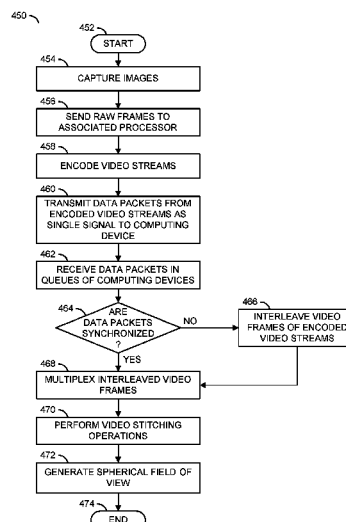 450
452
START
454
CAPTURE IMAGES
456
SEND RAW FRAMES TO
ASSOCIATED PROCESSOR
458
ENCODE VIDEO STREAMS
460
TRANSMIT DATA PACKETS FROM
ENCODED VIDEO STREAMS AS
SINGLE SIGNAL TO COMPUTING
DEVICE
462
RECEIVE DATA PACKETS IN
QUEUES OF COMPUTING DEVICES
464
ARE
DATA PACKETS
SYNCHRONIZED
?
NO
YES
466
INTERLEAVE VIDEO
FRAMES OF ENCODED
VIDEO STREAMS
468
MULTIPLEX INTERLEAVED VIDEO
FRAMES
470
PERFORM VIDEO STITCHING
OPERATIONS
472
GENERATE SPHERICAL FIELD OF
VIEW
474
END